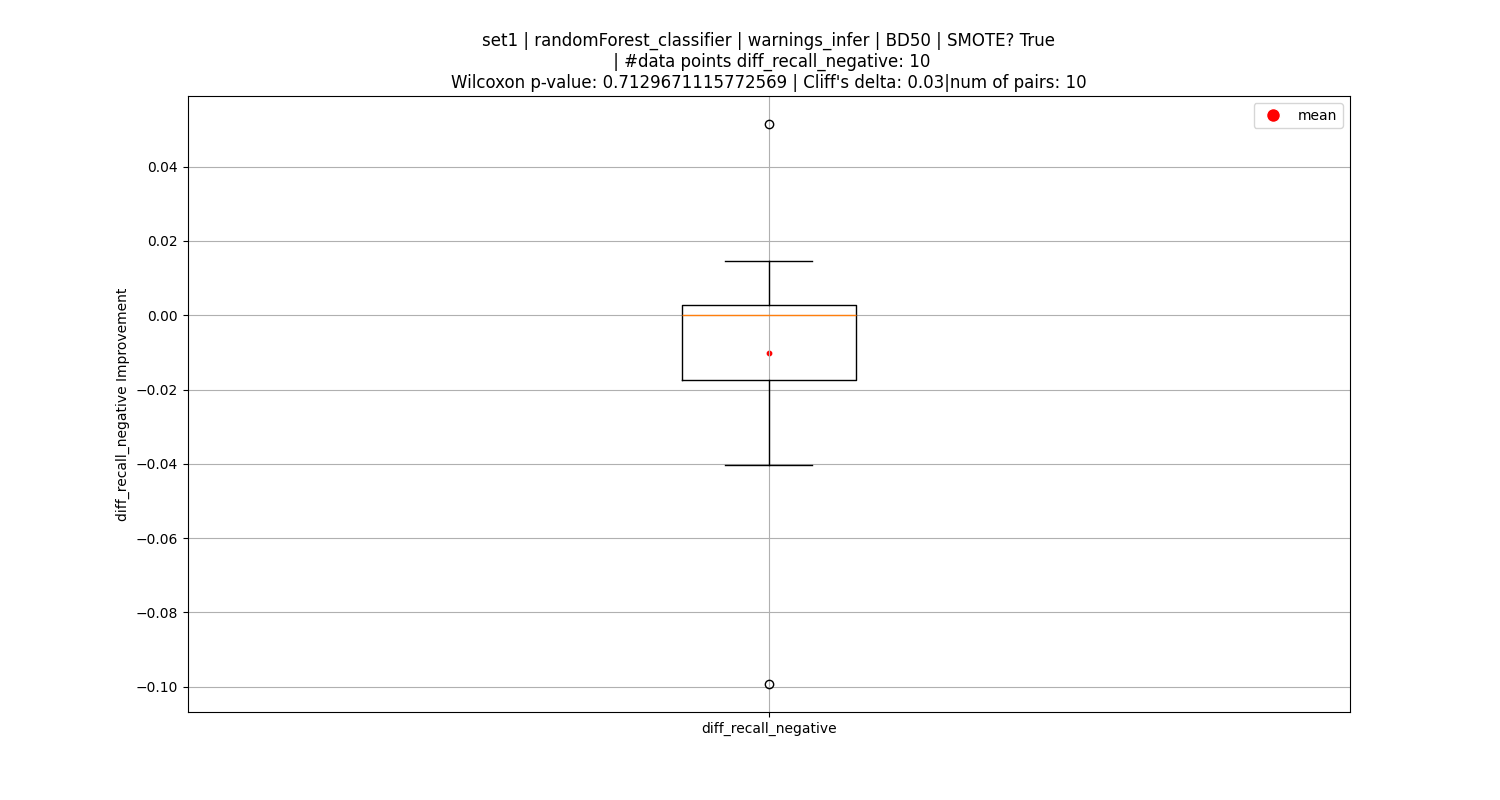 set1 | randomForest_classifier | warnings_infer | BD50 | SMOTE? True
| #data points diff_recall_negative: 10
Wilcoxon p-value: 0.7129671115772569 | Cliff's delta: 0.03|num of pairs: 10
mean
0.04
0.02
0.00
−0.02
−0.04
−0.06
−0.08
−0.10
diff_recall_negative Improvement
diff_recall_negative